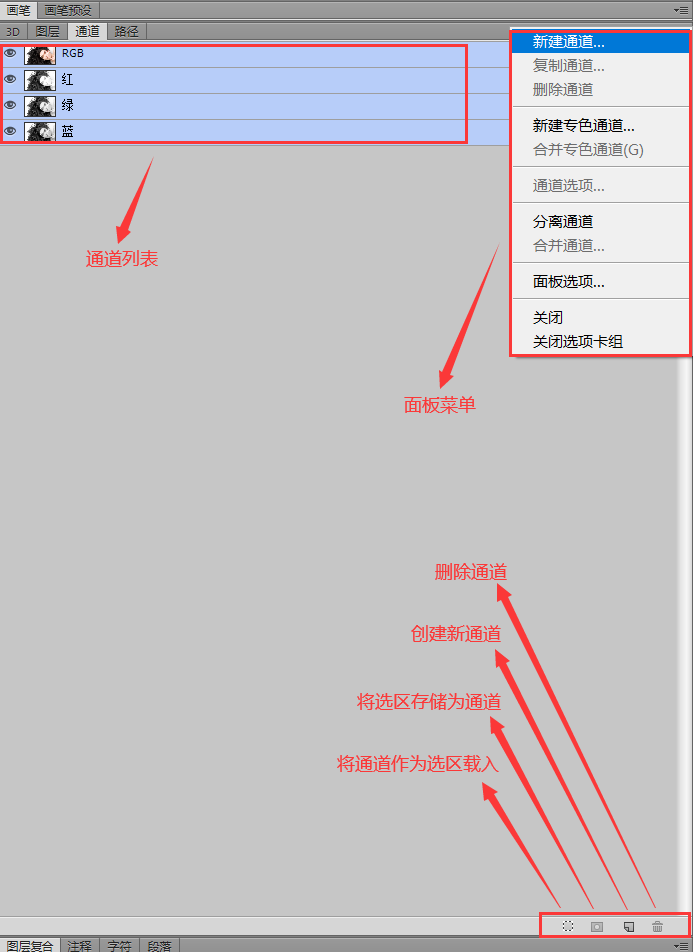 画笔 画笔预设
3D 图层 通道 路径
RGB
红
绿
蓝
新建通道...
复制通道...
删除通道
新建专色通道...
合并专色通道(G)
通道选项...
分离通道
合并通道...
面板选项...
关闭
关闭选项卡组
通道列表
面板菜单
删除通道
创建新通道
将选区存储为通道
将通道作为选区载入
图层复合 注释 字符 段落